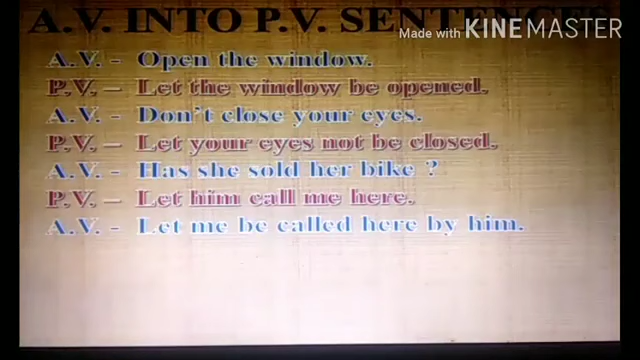 A.V. INTO P.V. SENTENCES
Made with KINEMASTER
A.V. - Open the window.
P.V. – Let the window be opened.
A.V. - Don't close your eyes.
P.V. – Let your eyes not be closed.
A.V. - Has she sold her bike ?
P.V. – Let him call me here.
A.V. - Let me be called here by him.